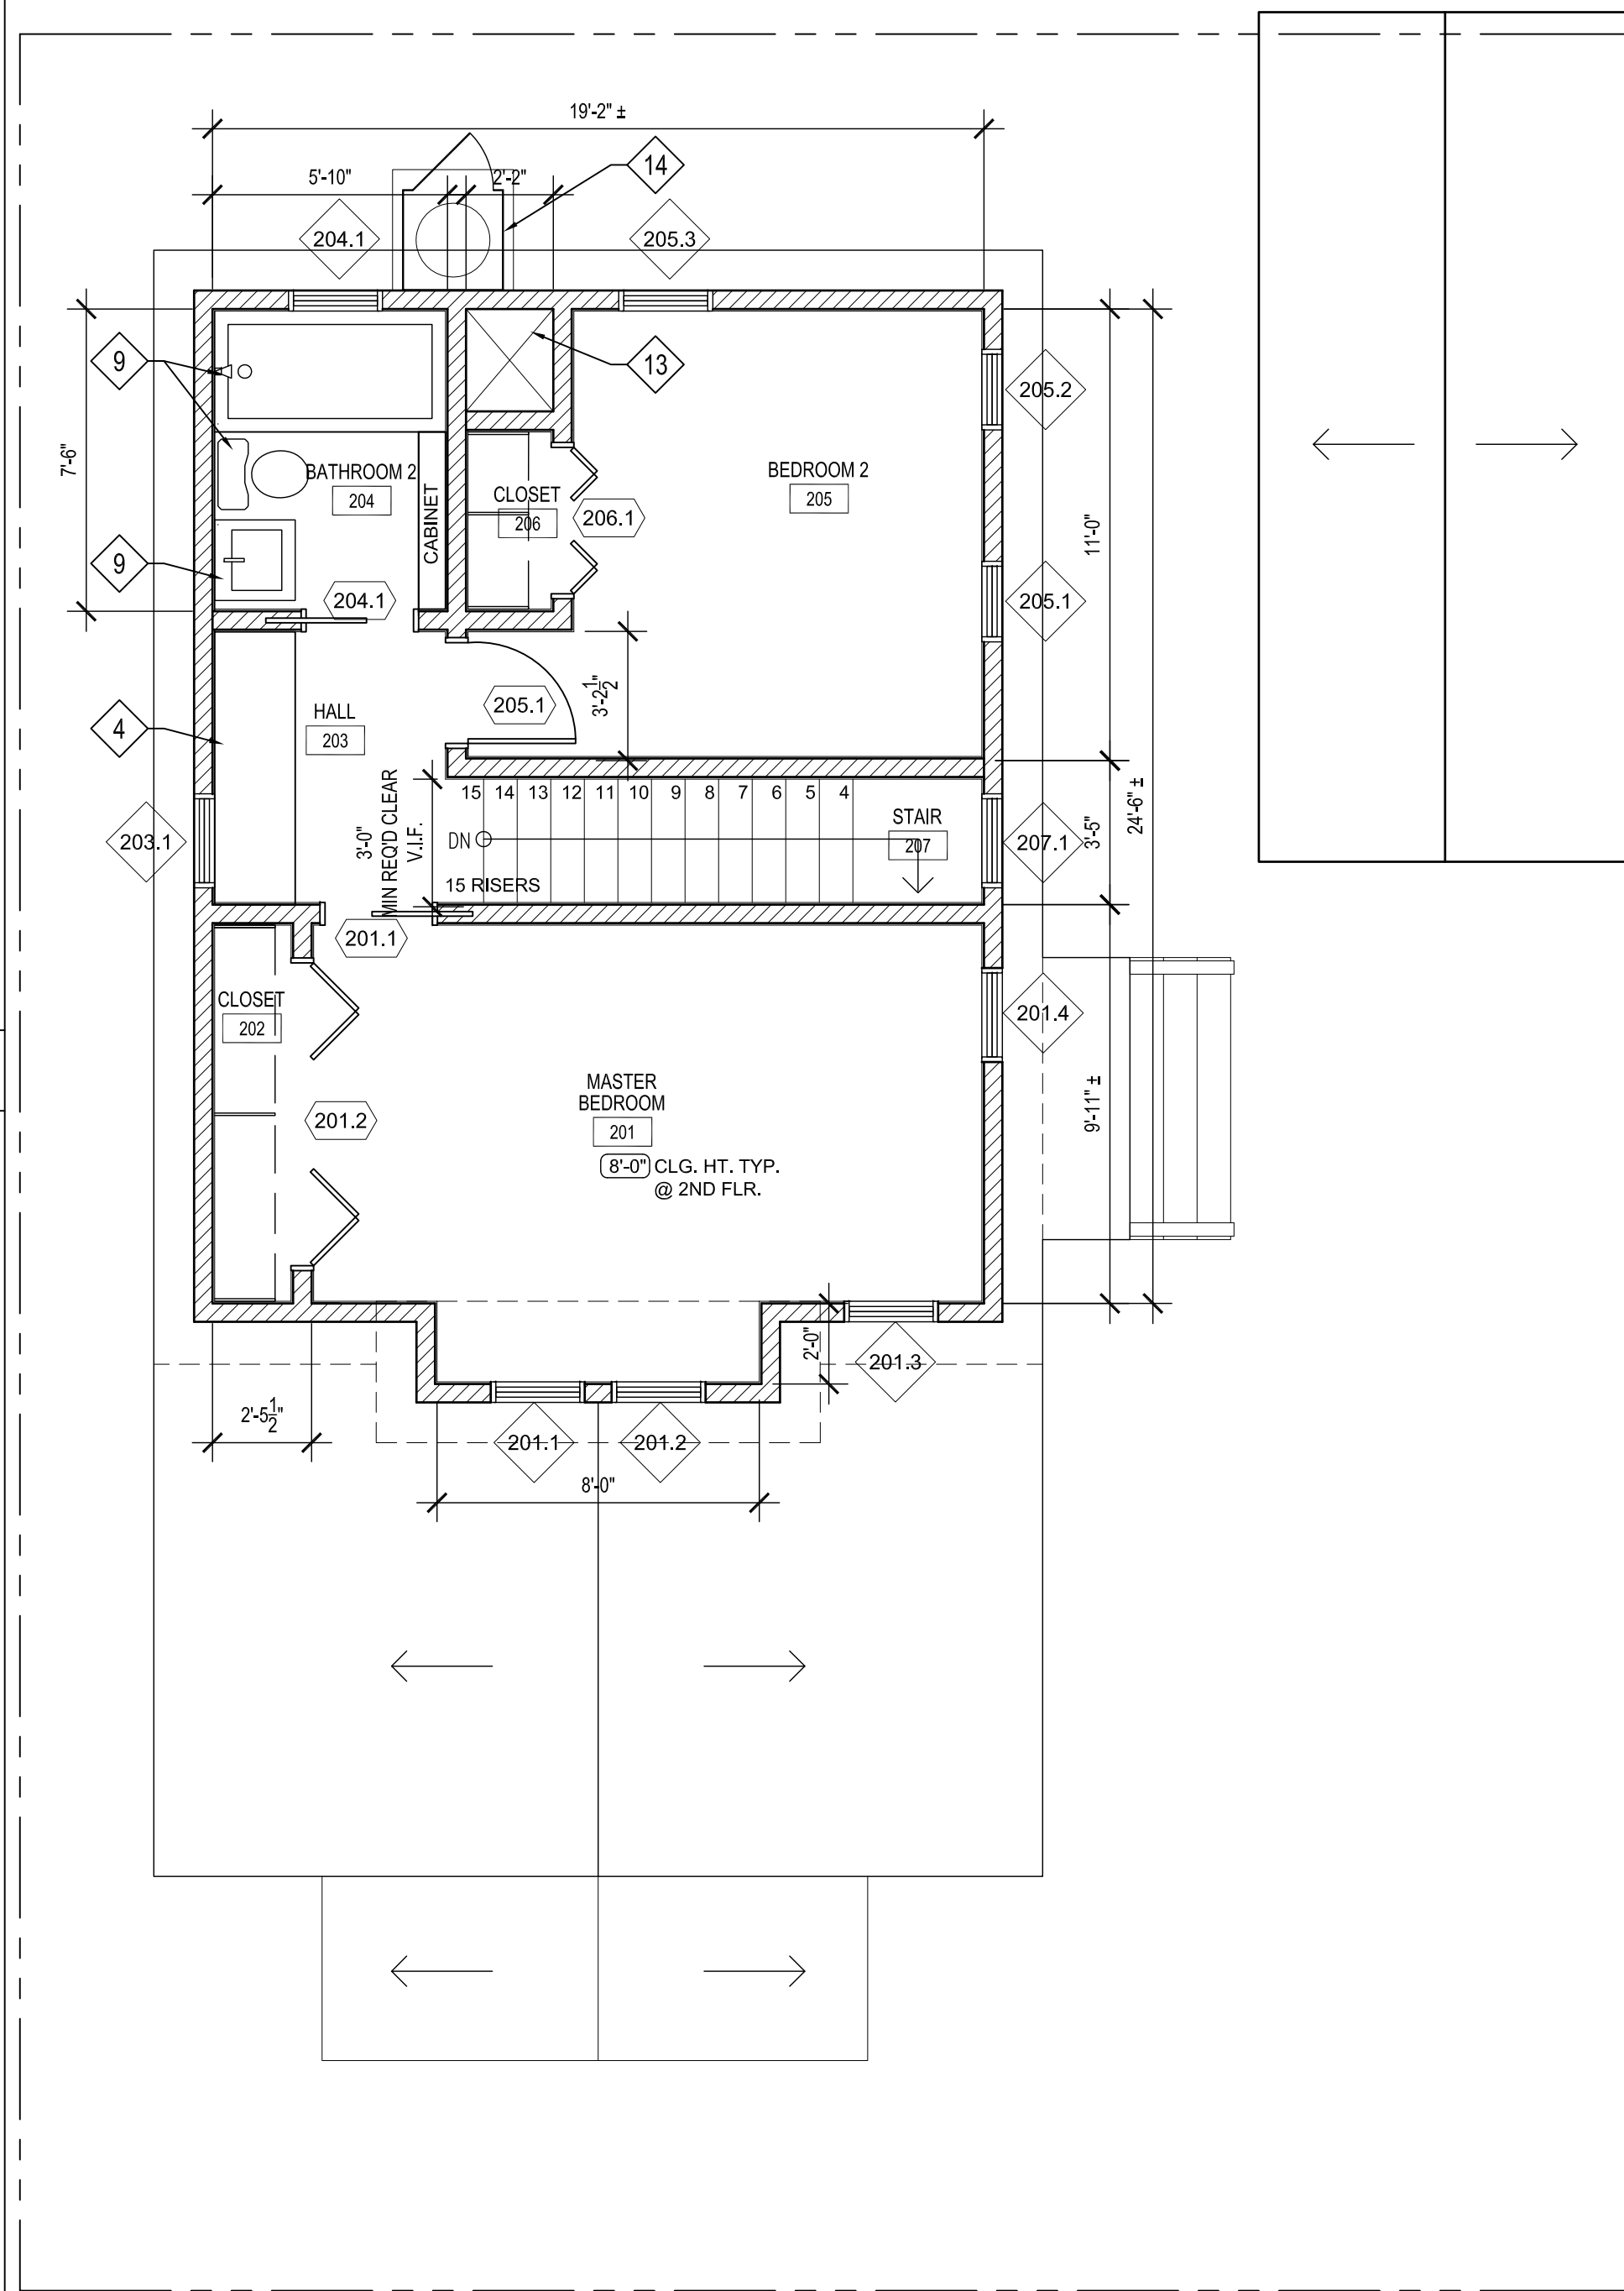 19'-2" ±
14
5'-10"
2'-2"
204.1
205.3
9
13
205.2
7'-6"
BATHROOM 2
204
CABINET
CLOSET
206
206.1
BEDROOM 2
205
11'-0"
9
204.1
205.1
4
HALL
203
205.1
3'-2½"
203.1
3'-0"
MIN REQ'D CLEAR
V.I.F.
15 14 13 12 11 10 9 8 7 6 5 4
DN
15 RISERS
STAIR
207
207.1
3'-5"
24'-6" ±
201.1
CLOSET
202
201.4
201.2
MASTER
BEDROOM
201
8'-0" CLG. HT. TYP.
@ 2ND FLR.
9'-11" ±
2'-0"
201.3
2'-5½"
201.1
201.2
8'-0"